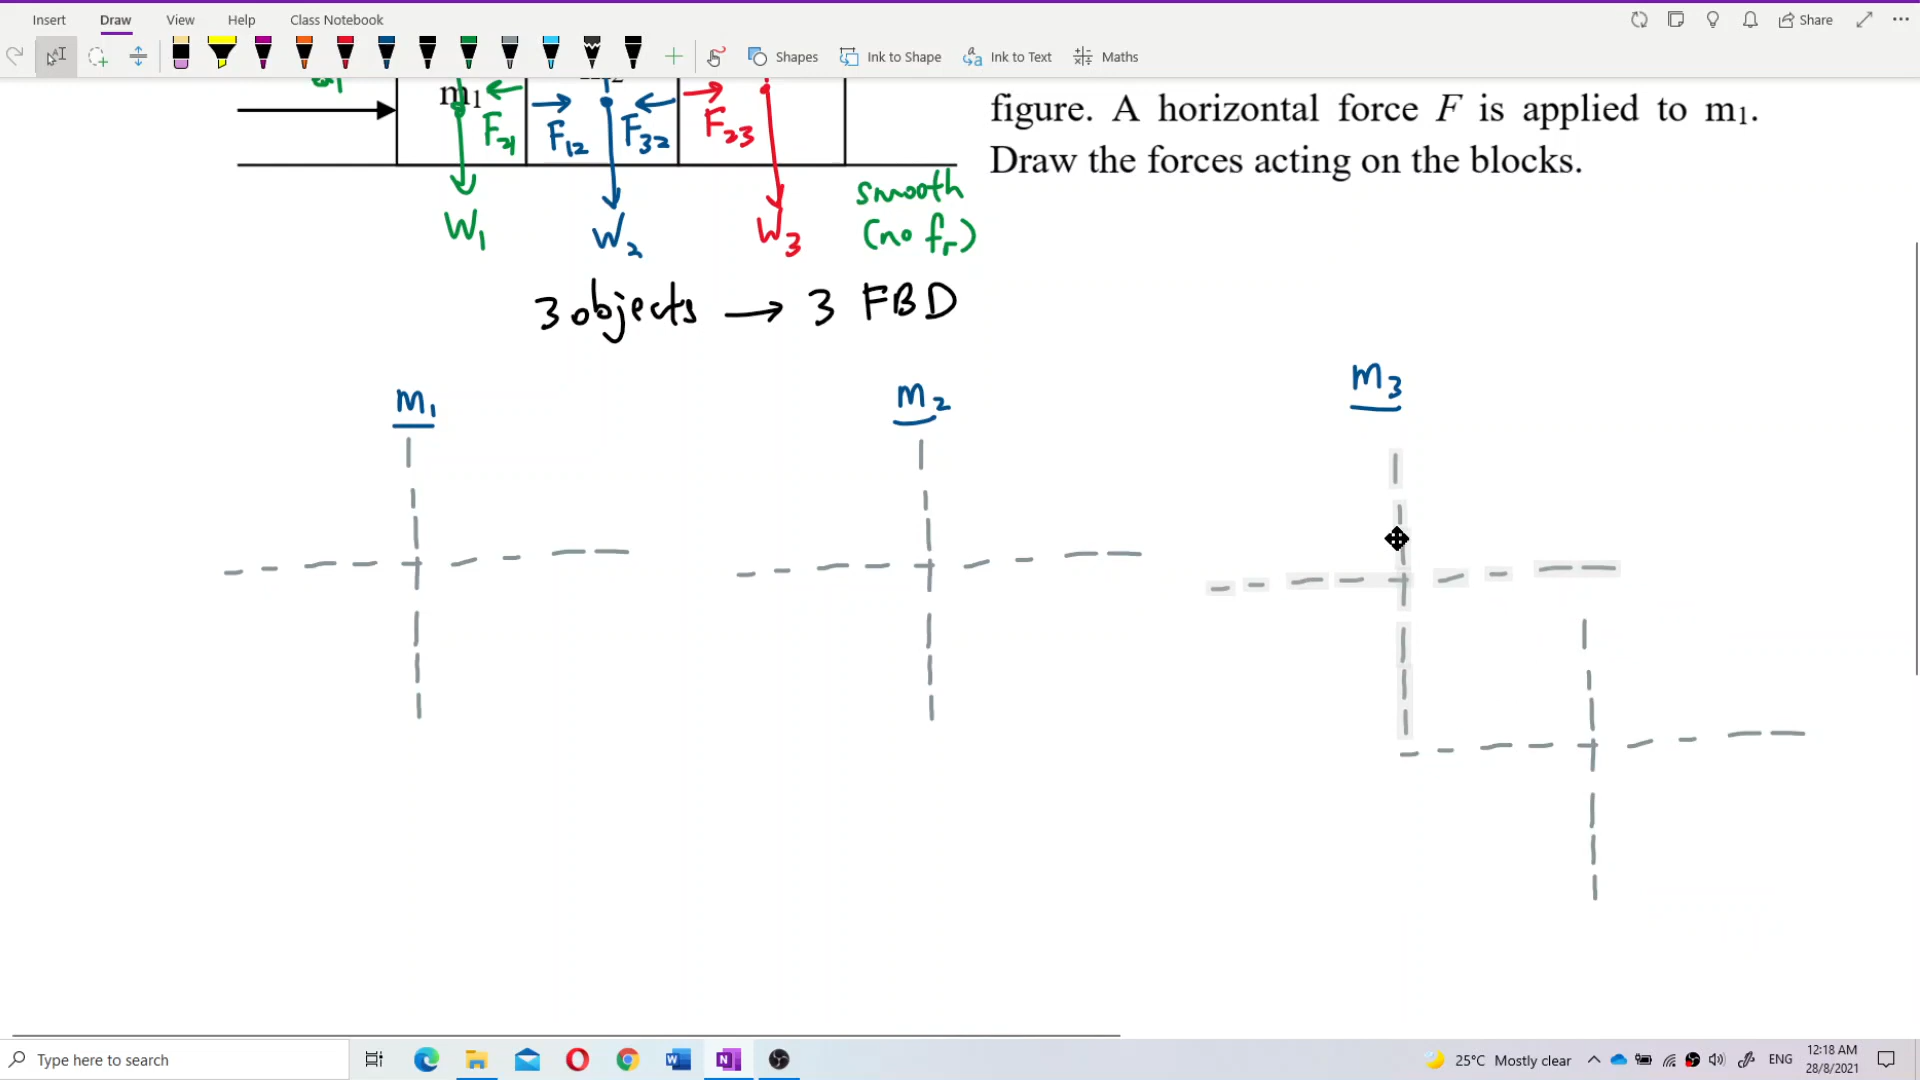 Insert Draw View Help Class Notebook Share
Shapes Ink to Shape Ink to Text Maths
m1
F21 F12 F32 F23
figure. A horizontal force F is applied to m1.
Draw the forces acting on the blocks.
W1 W2 W3
smooth
(no fr)
3 objects → 3 FBD
m1 m2 m3
Type here to search
25°C Mostly clear ENG 12:18 AM
28/8/2021